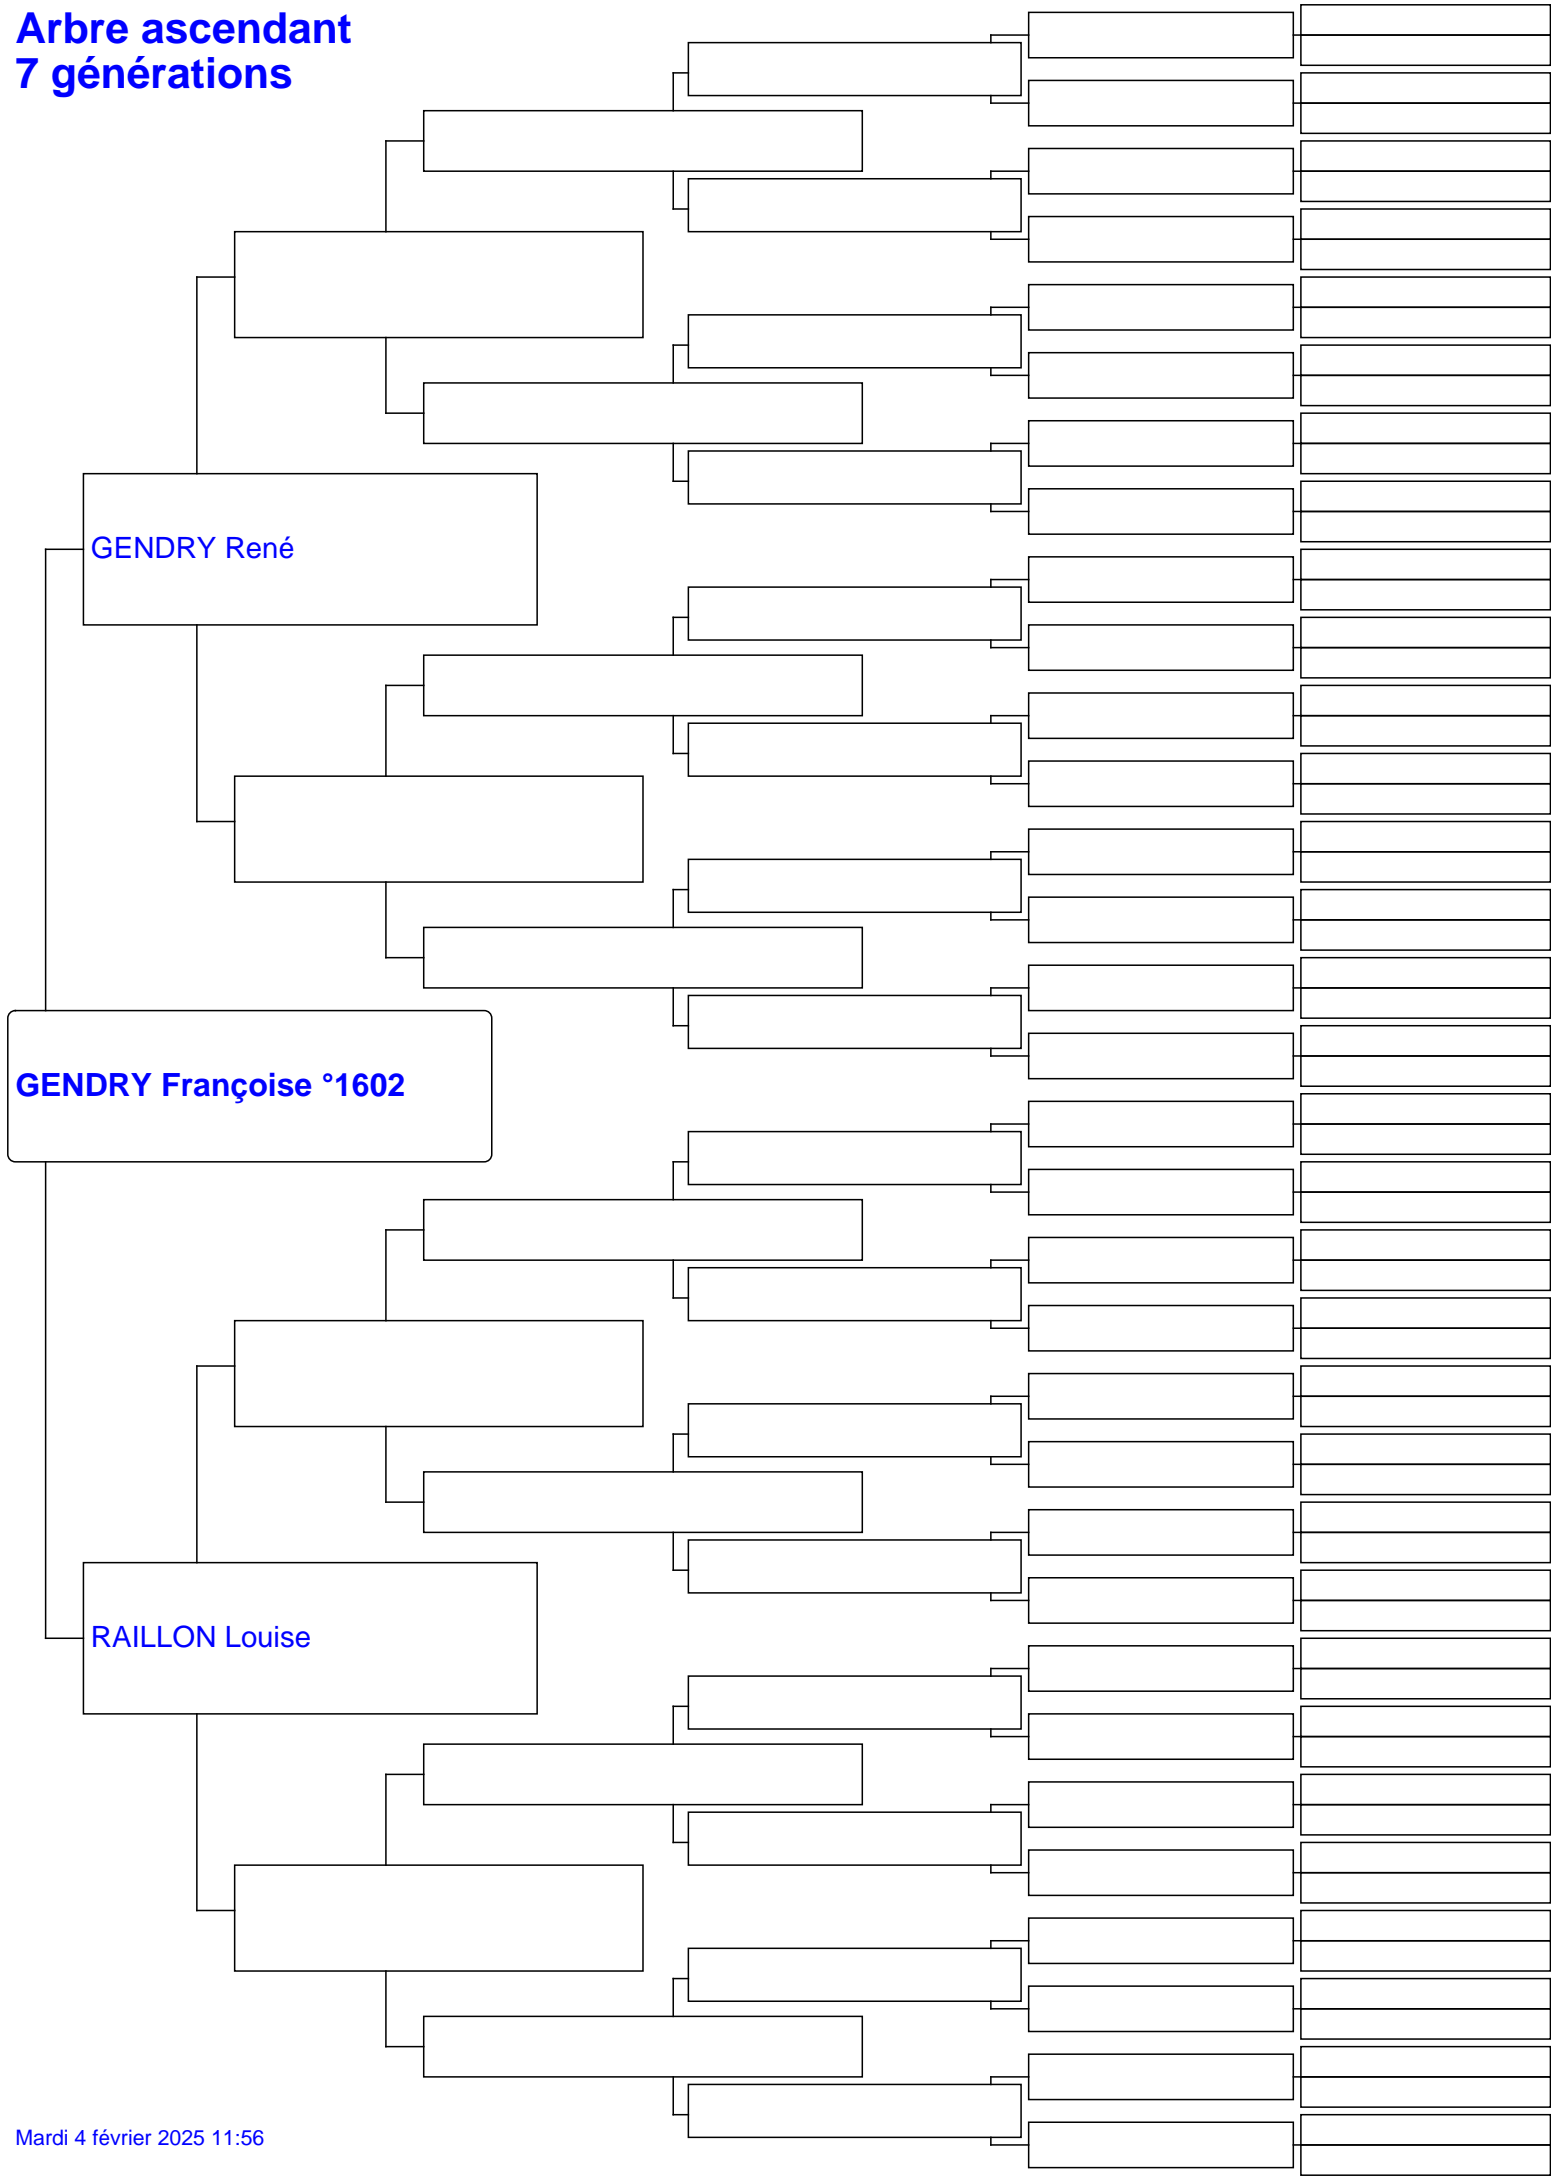 Arbre ascendant
7 générations
GENDRY René
GENDRY Françoise °1602
RAILLON Louise
Mardi 4 février 2025 11:56